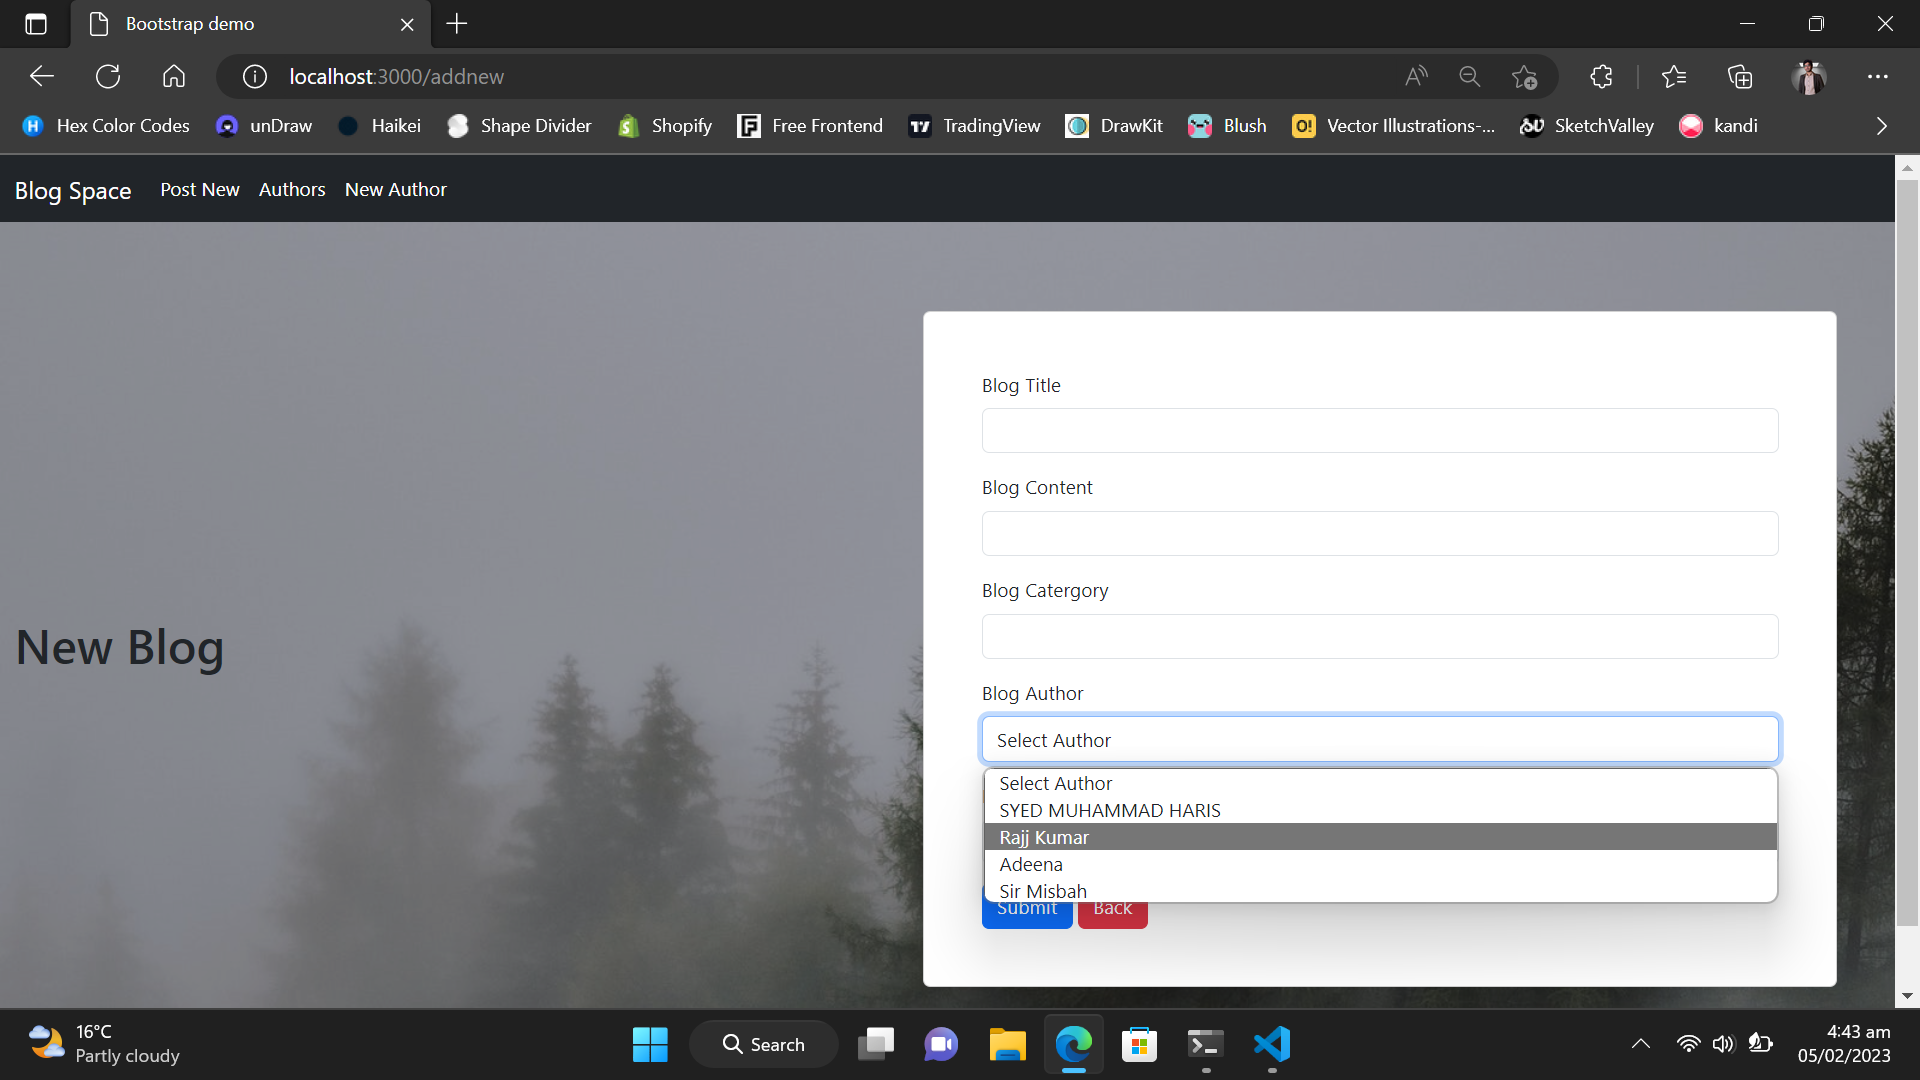 Bootstrap demo
localhost:3000/addnew
Hex Color Codes unDraw Haikei Shape Divider Shopify Free Frontend TradingView DrawKit Blush Vector Illustrations-... SketchValley kandi
Blog Space Post New Authors New Author
Blog Title
Blog Content
Blog Catergory
New Blog
Blog Author
Select Author
Select Author
SYED MUHAMMAD HARIS
Rajj Kumar
Adeena
Sir Misbah
Submit Back
16°C
Partly cloudy
Search
4:43 am
05/02/2023